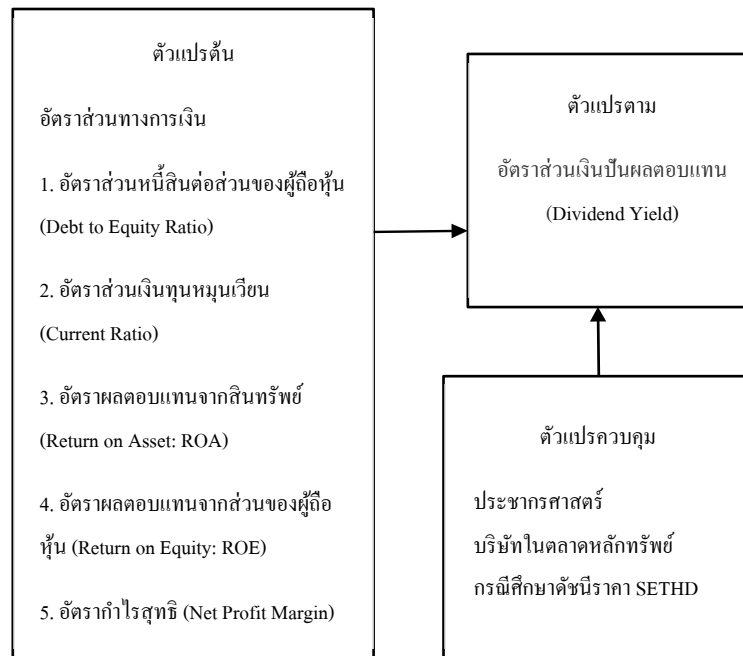 ตัวแปรต้น
อัตราส่วนทางการเงิน
1. อัตราส่วนหนี้สินต่อส่วนของผู้ถือหุ้น
(Debt to Equity Ratio)
2. อัตราส่วนเงินทุนหมุนเวียน
(Current Ratio)
3. อัตราผลตอบแทนจากสินทรัพย์
(Return on Asset: ROA)
4. อัตราผลตอบแทนจากส่วนของผู้ถือ
หุ้น (Return on Equity: ROE)
5. อัตรากำไรสุทธิ (Net Profit Margin)
ตัวแปรตาม
อัตราส่วนเงินปันผลตอบแทน
(Dividend Yield)
ตัวแปรควบคุม
ประชากรศาสตร์
บริษัทในตลาดหลักทรัพย์
กรณีศึกษาดัชนีราคา SETHD